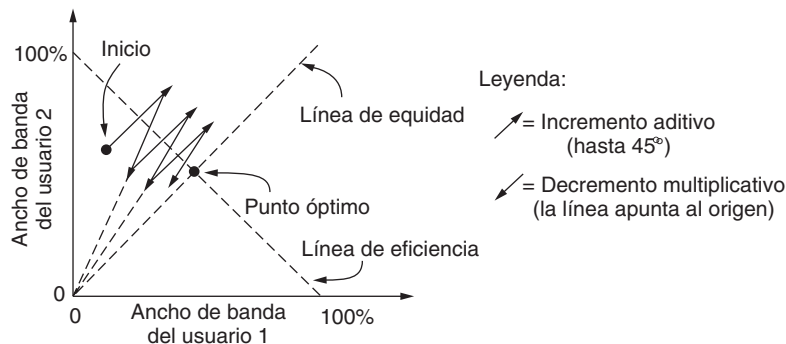 100%
Inicio
Ancho de banda
del usuario 2
Línea de equidad
Punto óptimo
Línea de eficiencia
0
0
Ancho de banda
del usuario 1
100%
Leyenda:
= Incremento aditivo
(hasta 45°)
= Decremento multiplicativo
(la línea apunta al origen)